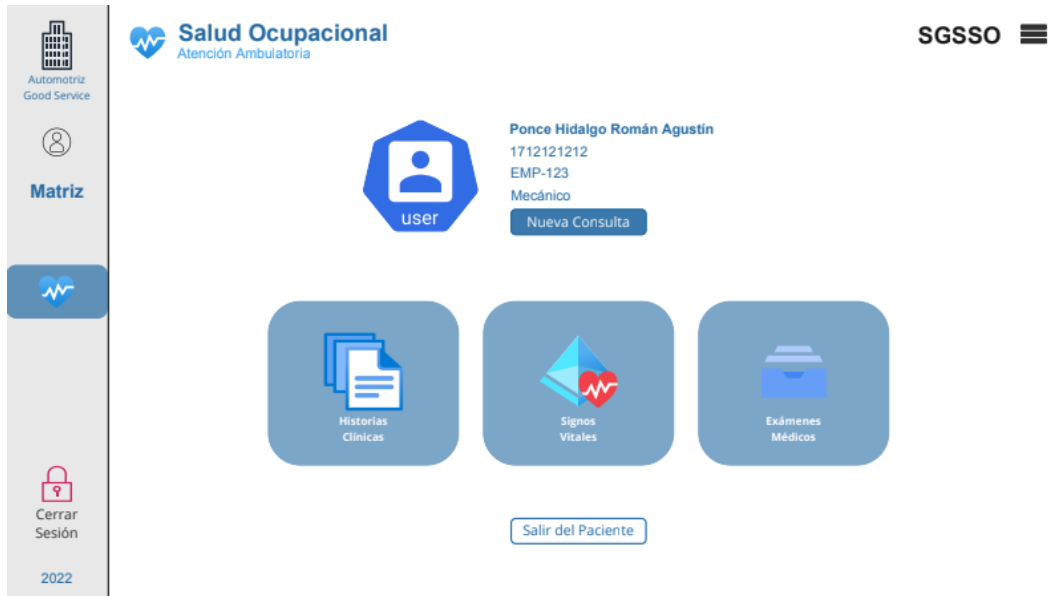 Automotriz
Good Service
Matriz
Cerrar
Sesión
2022
Salud Ocupacional
Atención Ambulatoria
SGSSO
user
Ponce Hidalgo Román Agustín
1712121212
EMP-123
Mecánico
Nueva Consulta
Historias
Clínicas
Signos
Vitales
Exámenes
Médicos
Salir del Paciente